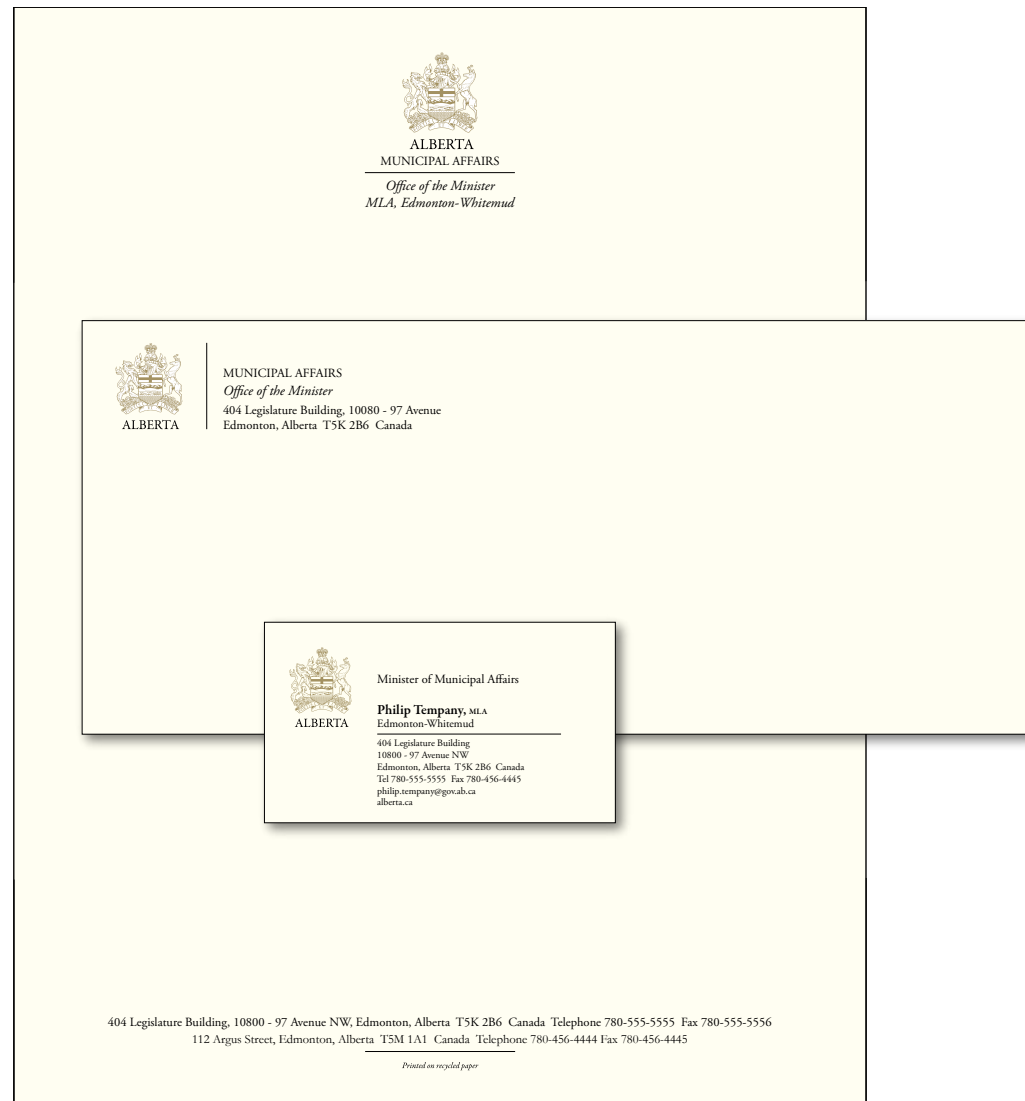 ALBERTA
MUNICIPAL AFFAIRS
Office of the Minister
MLA, Edmonton-Whitemud
ALBERTA
MUNICIPAL AFFAIRS
Office of the Minister
404 Legislature Building, 10080 - 97 Avenue
Edmonton, Alberta T5K 2B6 Canada
ALBERTA
Minister of Municipal Affairs
Philip Tempany, MLA
Edmonton-Whitemud
404 Legislature Building
10800 - 97 Avenue NW
Edmonton, Alberta T5K 2B6 Canada
Tel 780-555-5555 Fax 780-456-4445
philip.tempany@gov.ab.ca
alberta.ca
404 Legislature Building, 10800 - 97 Avenue NW, Edmonton, Alberta T5K 2B6 Canada Telephone 780-555-5555 Fax 780-555-5556
112 Argus Street, Edmonton, Alberta T5M 1A1 Canada Telephone 780-456-4444 Fax 780-456-4445
Printed on recycled paper